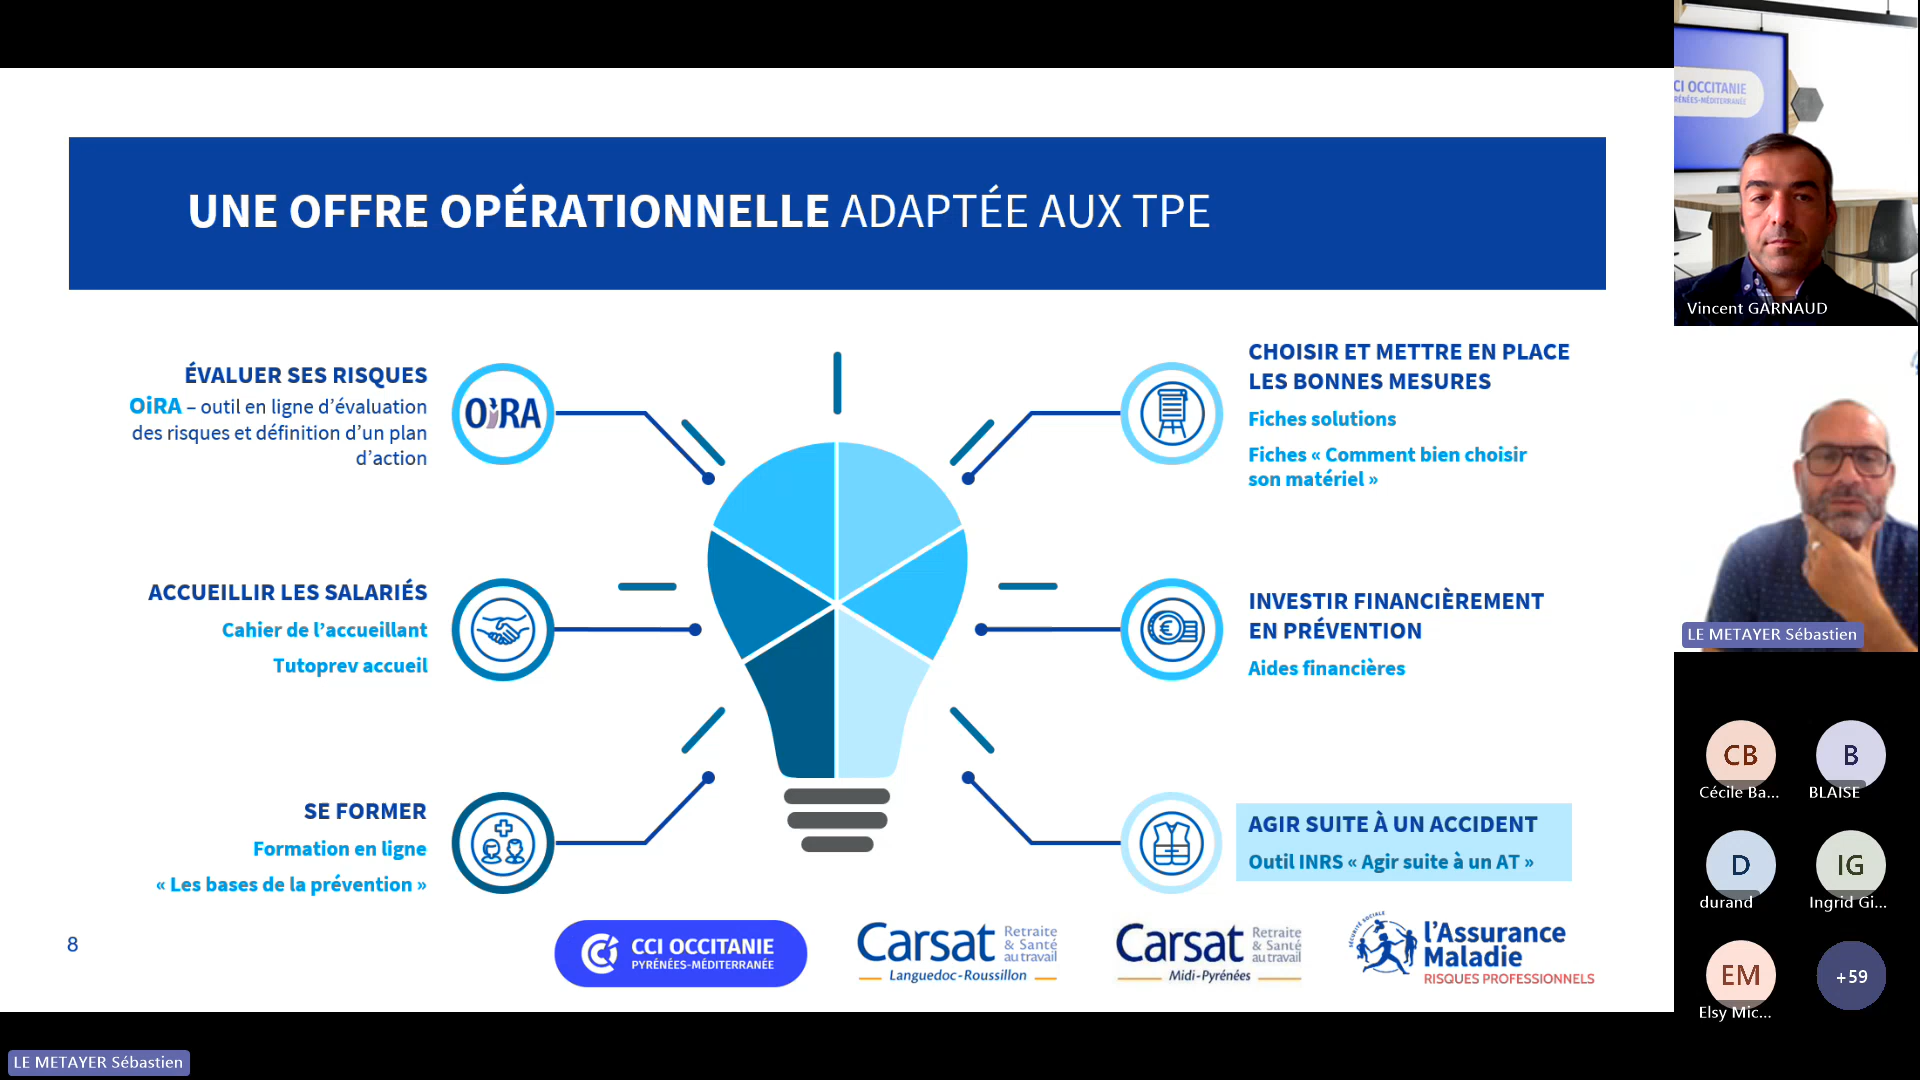 UNE OFFRE OPÉRATIONNELLE ADAPTÉE AUX TPE
ÉVALUER SES RISQUES
OiRA – outil en ligne d’évaluation
des risques et définition d’un plan
d’action
OiRA
ACCUEILLIR LES SALARIÉS
Cahier de l’accueillant
Tutoprev accueil
SE FORMER
Formation en ligne
« Les bases de la prévention »
CHOISIR ET METTRE EN PLACE
LES BONNES MESURES
Fiches solutions
Fiches « Comment bien choisir
son matériel »
INVESTIR FINANCIÈREMENT
EN PRÉVENTION
Aides financières
AGIR SUITE À UN ACCIDENT
Outil INRS « Agir suite à un AT »
8
CCI OCCITANIE
PYRÉNÉES-MÉDITERRANÉE
Carsat
Retraite
& Santé
au travail
Languedoc-Roussillon
Carsat
Retraite
& Santé
au travail
Midi-Pyrénées
SÉCURITÉ SOCIALE
l’Assurance
Maladie
RISQUES PROFESSIONNELS
LE METAYER Sébastien
CI OCCITANIE
RÉNÉES-MÉDITERRANÉE
Vincent GARNAUD
LE METAYER Sébastien
CB
Cécile Ba...
B
BLAISE
D
durand
IG
Ingrid Gi...
EM
Elsy Mic...
+59